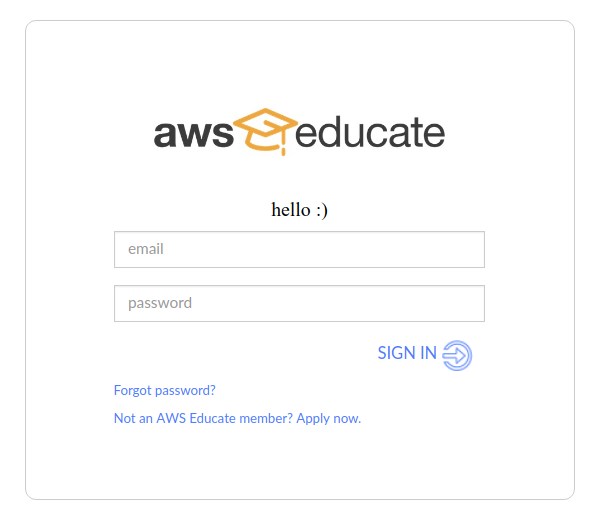 aws educate
hello :)
email
password
SIGN IN
Forgot password?
Not an AWS Educate member? Apply now.